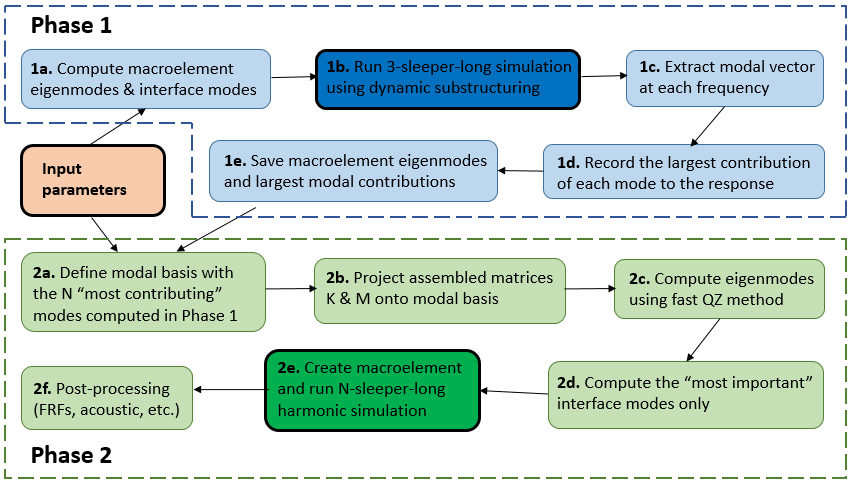 Phase 1
1a. Compute macroelement
eigenmodes & interface modes
1b. Run 3-sleeper-long simulation
using dynamic substructuring
1c. Extract modal vector
at each frequency
Input
parameters
1e. Save macroelement eigenmodes
and largest modal contributions
1d. Record the largest contribution
of each mode to the response
2a. Define modal basis with
the N “most contributing”
modes computed in Phase 1
2b. Project assembled matrices
K & M onto modal basis
2c. Compute eigenmodes
using fast QZ method
2f. Post-processing
(FRFs, acoustic, etc.)
2e. Create macroelement
and run N-sleeper-long
harmonic simulation
2d. Compute the “most important”
interface modes only
Phase 2